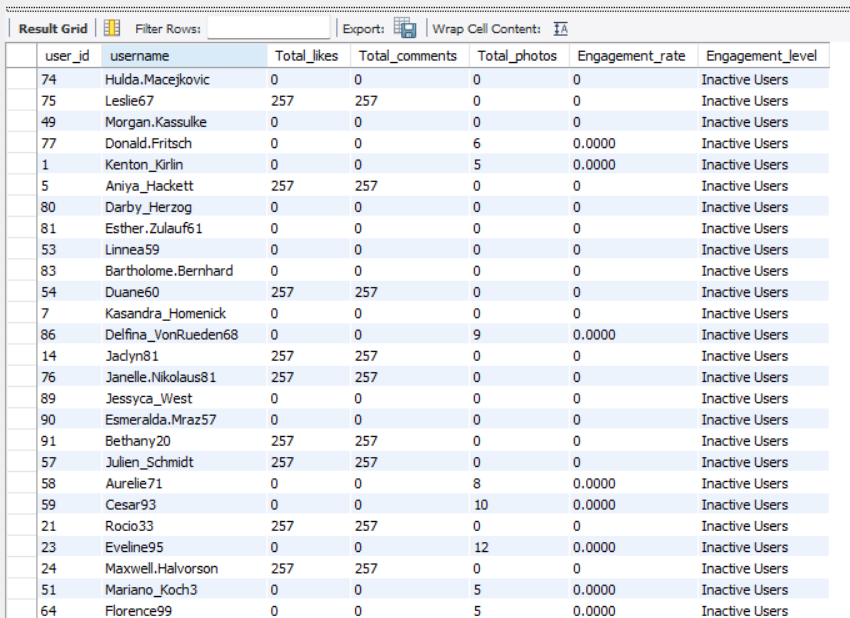 Result Grid Filter Rows: Export: Wrap Cell Content:
user_id username Total_likes Total_comments Total_photos Engagement_rate Engagement_level
74 Hulda.Macejkovic 0 0 0 0 Inactive Users
75 Leslie67 257 257 0 0 Inactive Users
49 Morgan.Kassulke 0 0 0 0 Inactive Users
77 Donald.Fritsch 0 0 6 0.0000 Inactive Users
1 Kenton_Kirlin 0 0 5 0.0000 Inactive Users
5 Aniya_Hackett 257 257 0 0 Inactive Users
80 Darby_Herzog 0 0 0 0 Inactive Users
81 Esther.Zulauf61 0 0 0 0 Inactive Users
53 Linnea59 0 0 0 0 Inactive Users
83 Bartholome.Bernhard 0 0 0 0 Inactive Users
54 Duane60 257 257 0 0 Inactive Users
7 Kasandra_Homenick 0 0 0 0 Inactive Users
86 Delfina_VonRueden68 0 0 9 0.0000 Inactive Users
14 Jaclyn81 257 257 0 0 Inactive Users
76 Janelle.Nikolaus81 257 257 0 0 Inactive Users
89 Jessyca_West 0 0 0 0 Inactive Users
90 Esmeralda.Mraz57 0 0 0 0 Inactive Users
91 Bethany20 257 257 0 0 Inactive Users
57 Julien_Schmidt 257 257 0 0 Inactive Users
58 Aurelie71 0 0 8 0.0000 Inactive Users
59 Cesar93 0 0 10 0.0000 Inactive Users
21 Rocio33 257 257 0 0 Inactive Users
23 Eveline95 0 0 12 0.0000 Inactive Users
24 Maxwell.Halvorson 257 257 0 0 Inactive Users
51 Mariano_Koch3 0 0 5 0.0000 Inactive Users
64 Florence99 0 0 5 0.0000 Inactive Users